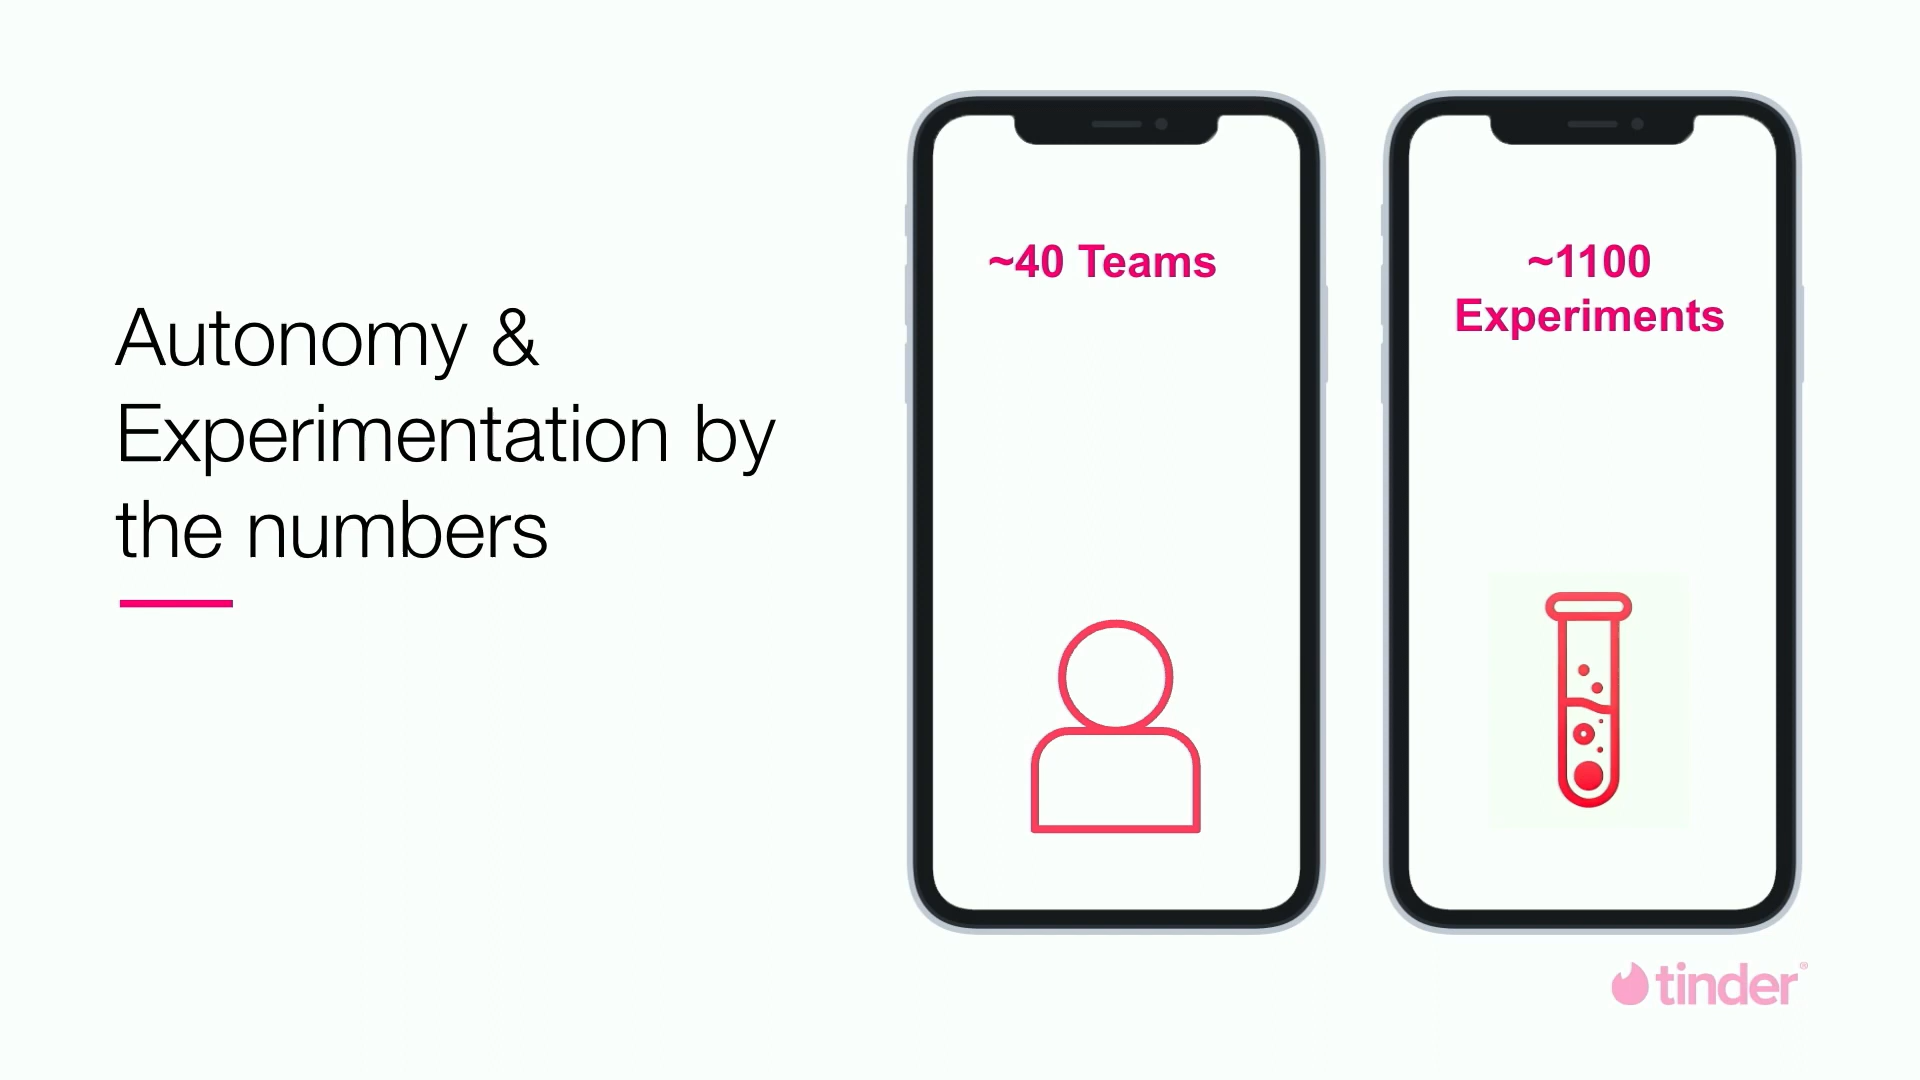 Autonomy &
Experimentation by
the numbers
~40 Teams
~1100
Experiments
tinder®